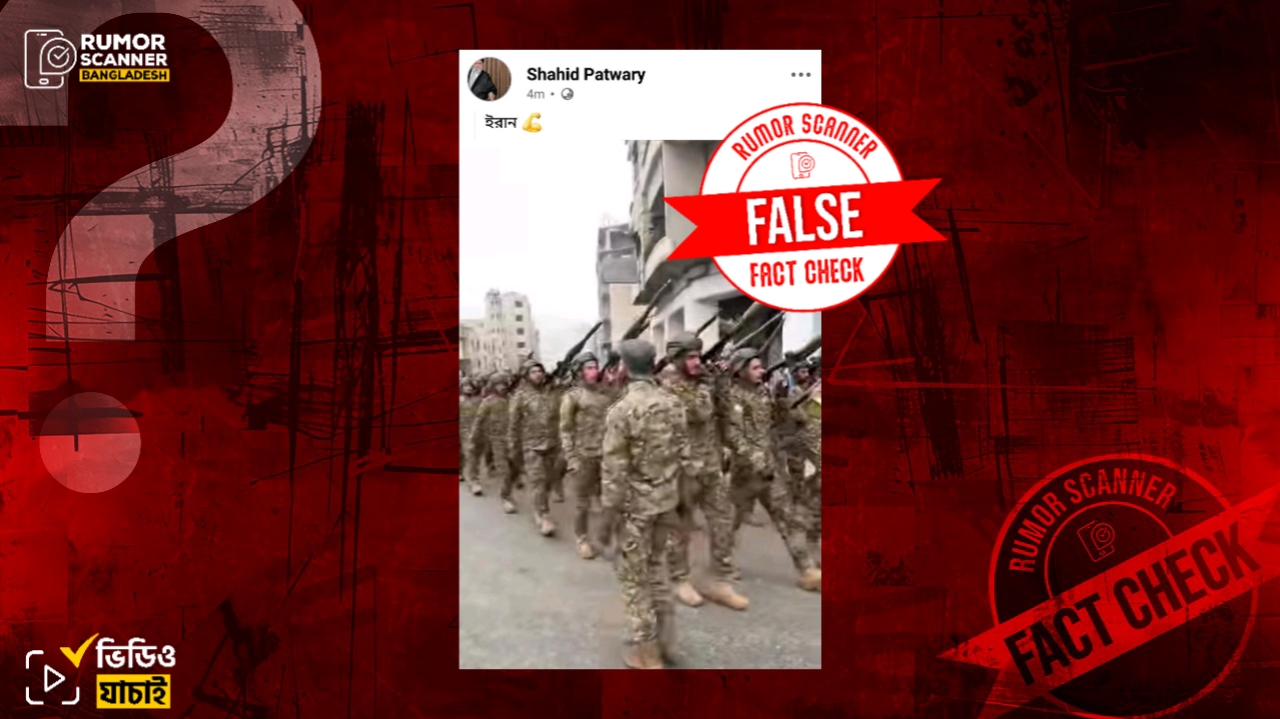 RUMOR
SCANNER
BANGLADESH
Shahid Patwary
4m
ইরান 💪
RUMOR SCANNER
FALSE
FACT CHECK
RUMOR SCANNER
FACT CHECK
ভিডিও
যাচাই